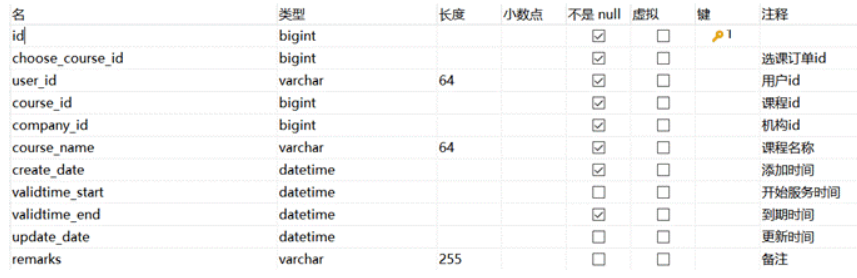 名 类型 长度 小数点 不是 null 虚拟 键 注释
id bigint 1
choose_course_id bigint 选课订单id
user_id varchar 64 用户id
course_id bigint 课程id
company_id bigint 机构id
course_name varchar 64 课程名称
create_date datetime 添加时间
validtime_start datetime 开始服务时间
validtime_end datetime 到期时间
update_date datetime 更新时间
remarks varchar 255 备注